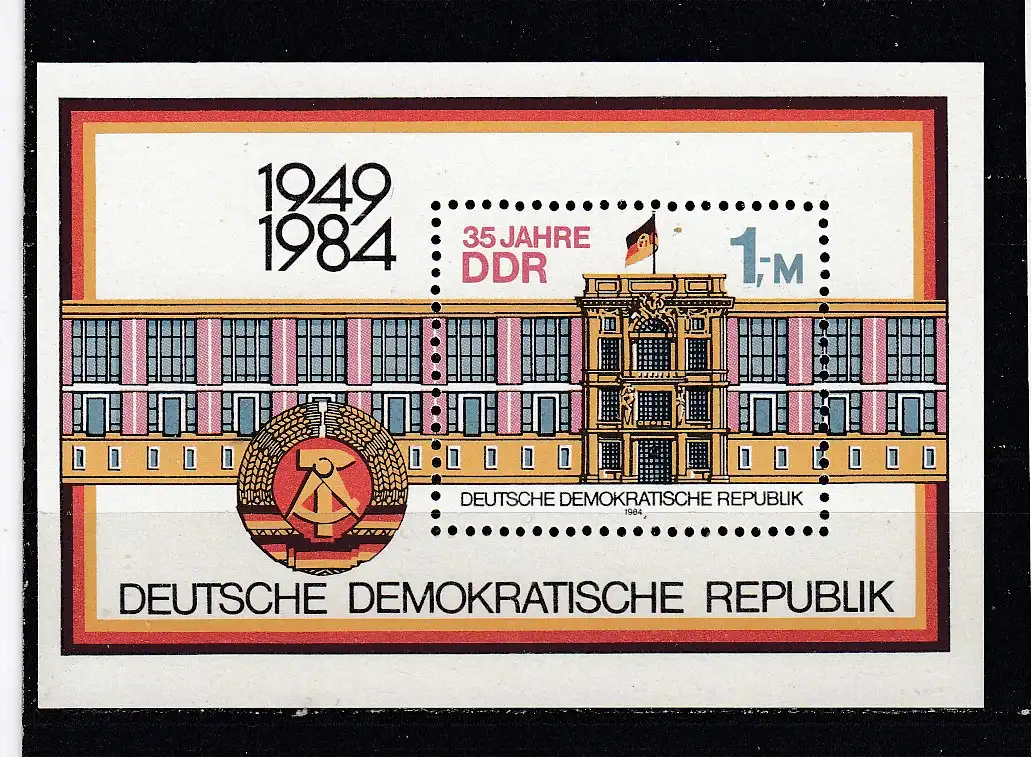 1949
1984
35 JAHRE
DDR
1,-M
DEUTSCHE DEMOKRATISCHE REPUBLIK
1984
DEUTSCHE DEMOKRATISCHE REPUBLIK